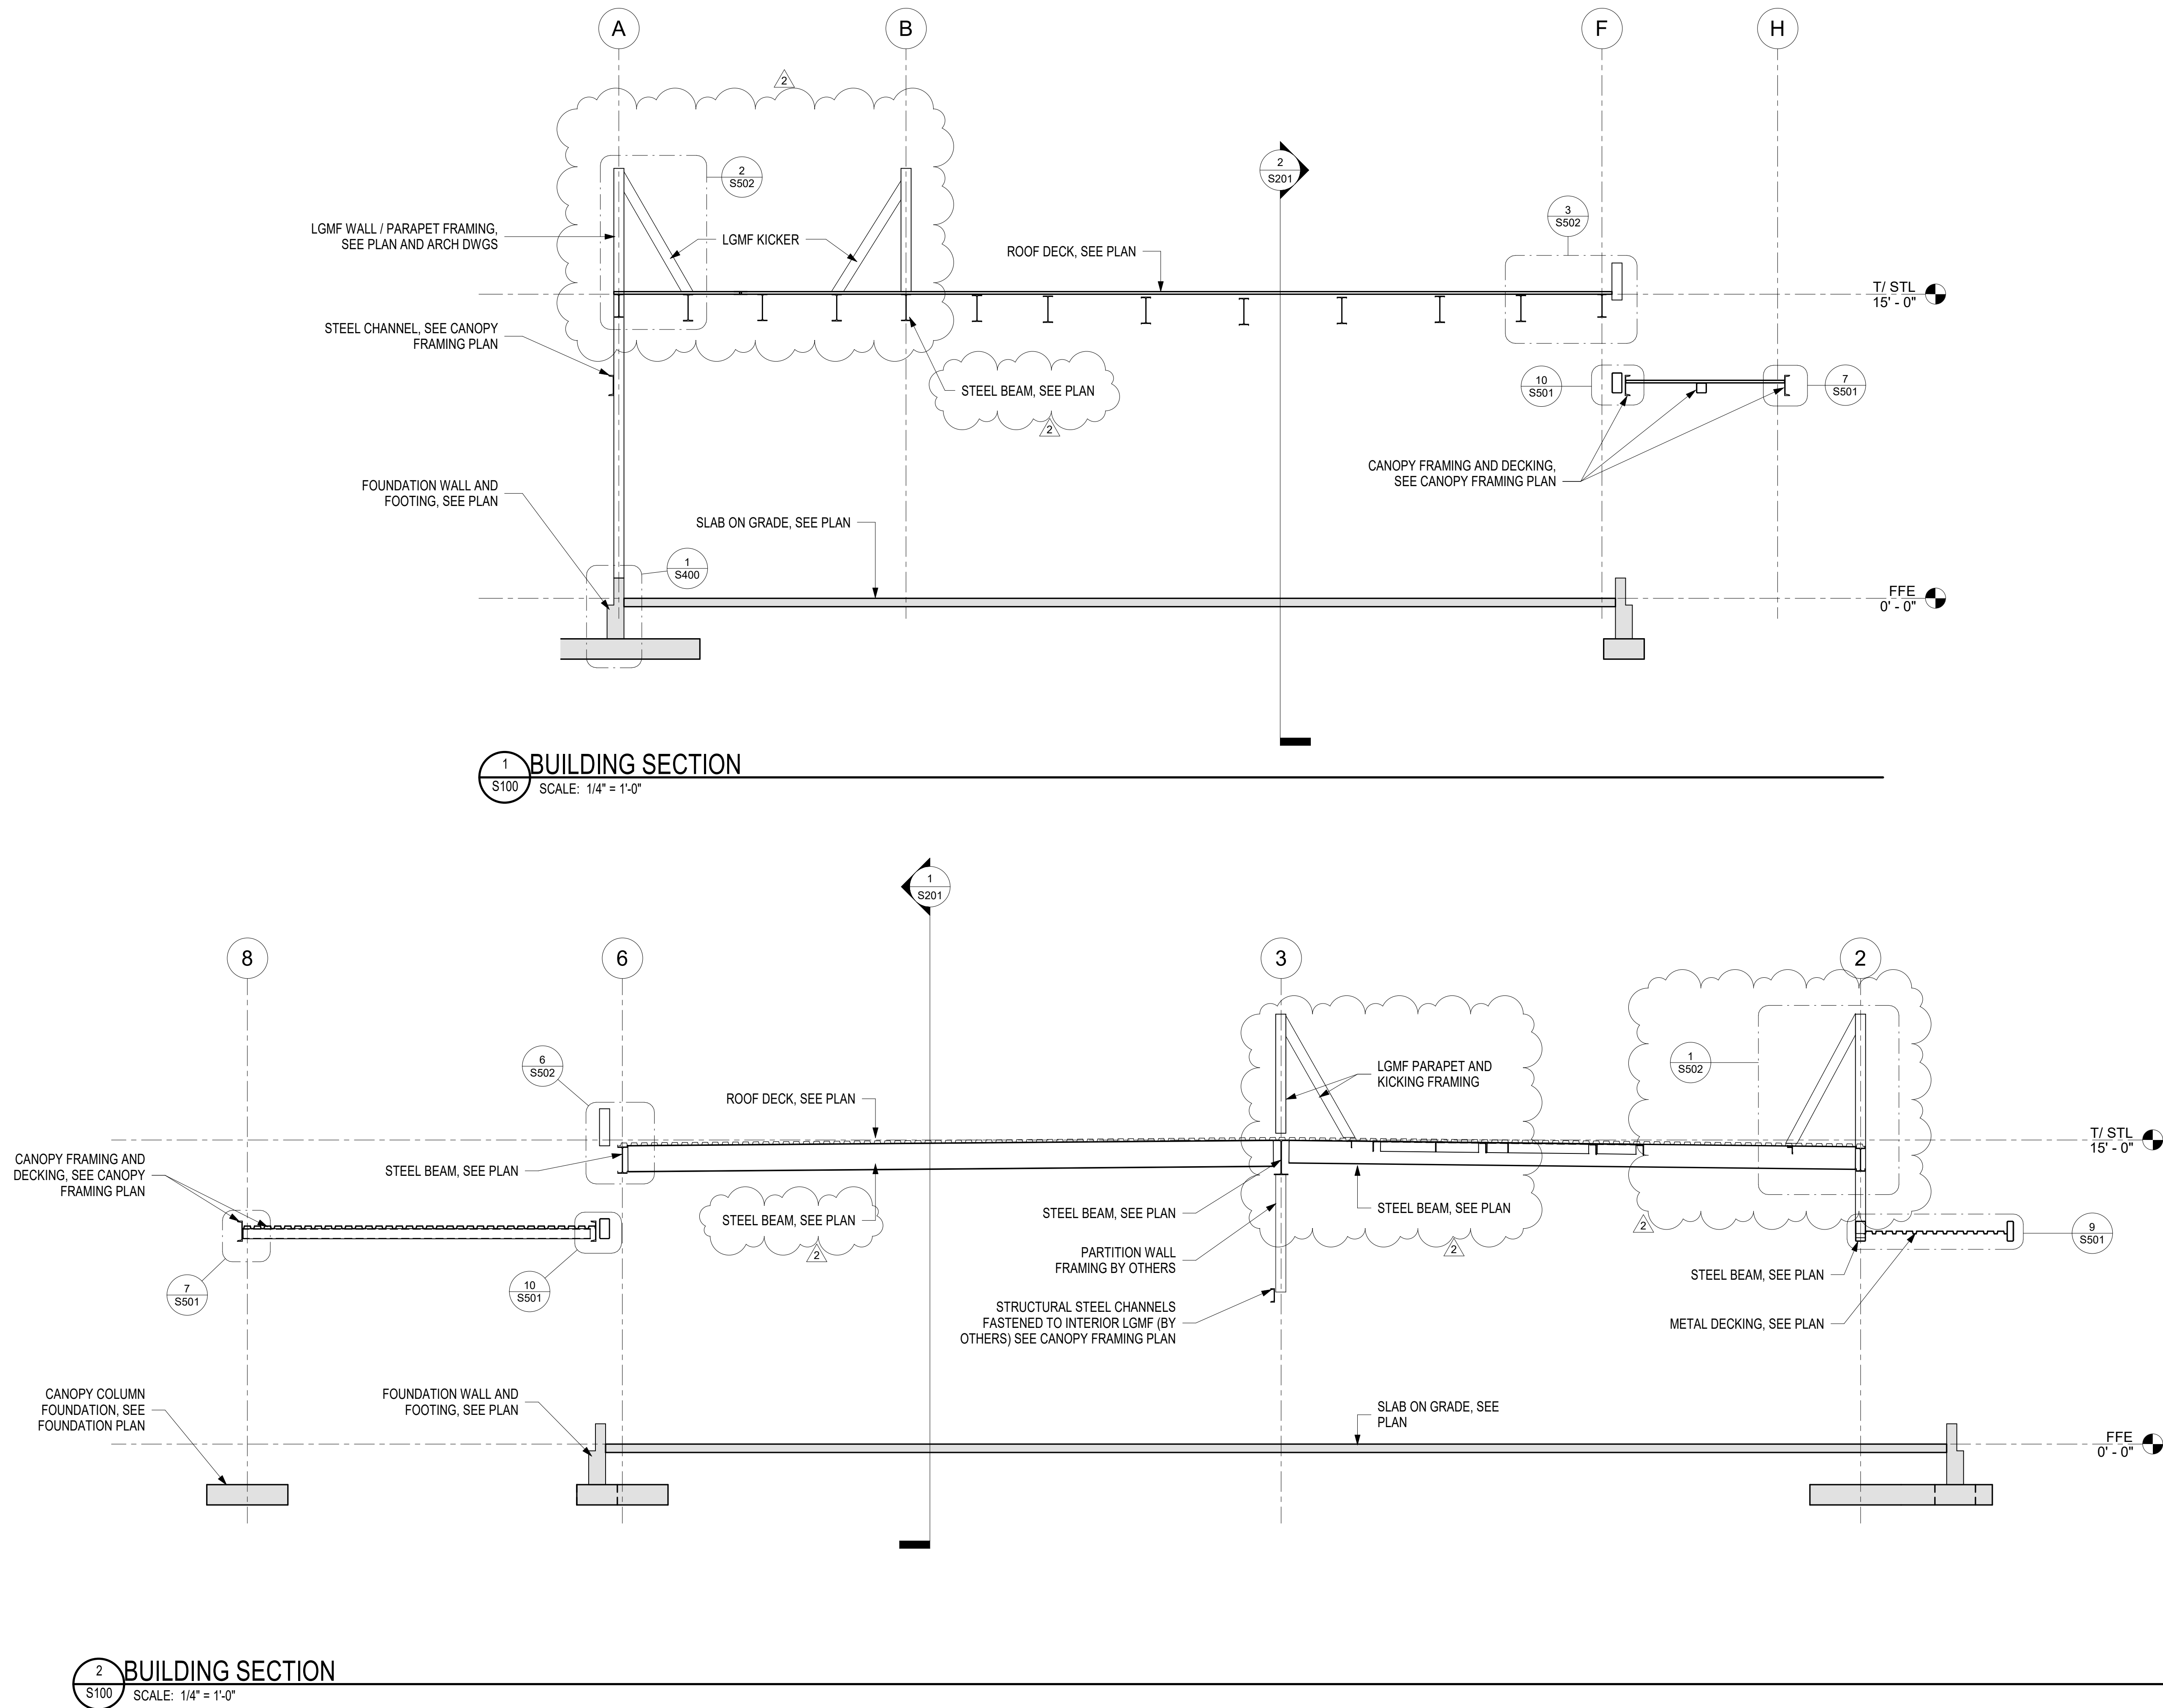 A
B
F
H
2
2
S502
2
S201
3
S502
LGMF WALL / PARAPET FRAMING,
SEE PLAN AND ARCH DWGS
LGMF KICKER
ROOF DECK, SEE PLAN
T/ STL
15' - 0"
STEEL CHANNEL, SEE CANOPY
FRAMING PLAN
STEEL BEAM, SEE PLAN
2
10
S501
7
S501
CANOPY FRAMING AND DECKING,
SEE CANOPY FRAMING PLAN
FOUNDATION WALL AND
FOOTING, SEE PLAN
SLAB ON GRADE, SEE PLAN
1
S400
FFE
0' - 0"
1
S100
BUILDING SECTION
SCALE: 1/4" = 1'-0"
1
S201
8
6
3
2
6
S502
ROOF DECK, SEE PLAN
LGMF PARAPET AND
KICKING FRAMING
1
S502
T/ STL
15' - 0"
CANOPY FRAMING AND
DECKING, SEE CANOPY
FRAMING PLAN
STEEL BEAM, SEE PLAN
STEEL BEAM, SEE PLAN
2
STEEL BEAM, SEE PLAN
STEEL BEAM, SEE PLAN
2
2
9
S501
PARTITION WALL
FRAMING BY OTHERS
STEEL BEAM, SEE PLAN
7
S501
10
S501
STRUCTURAL STEEL CHANNELS
FASTENED TO INTERIOR LGMF (BY
OTHERS) SEE CANOPY FRAMING PLAN
METAL DECKING, SEE PLAN
CANOPY COLUMN
FOUNDATION, SEE
FOUNDATION PLAN
FOUNDATION WALL AND
FOOTING, SEE PLAN
SLAB ON GRADE, SEE
PLAN
FFE
0' - 0"
2
S100
BUILDING SECTION
SCALE: 1/4" = 1'-0"